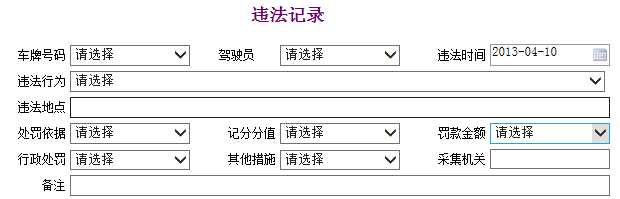 违法记录
车牌号码 请选择 驾驶员 请选择 违法时间 2013-04-10
违法行为 请选择
违法地点
处罚依据 请选择 记分分值 请选择 罚款金额 请选择
行政处罚 请选择 其他措施 请选择 采集机关
备注